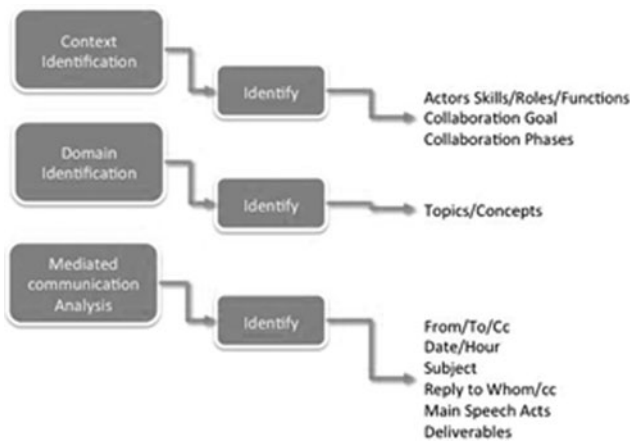 Context
Identification
Identify
Actors Skills/Roles/Functions
Collaboration Goal
Collaboration Phases
Domain
Identification
Identify
Topics/Concepts
Mediated
communication
Analysis
Identify
From/To/Cc
Date/Hour
Subject
Reply to Whom/cc
Main Speech Acts
Deliverables